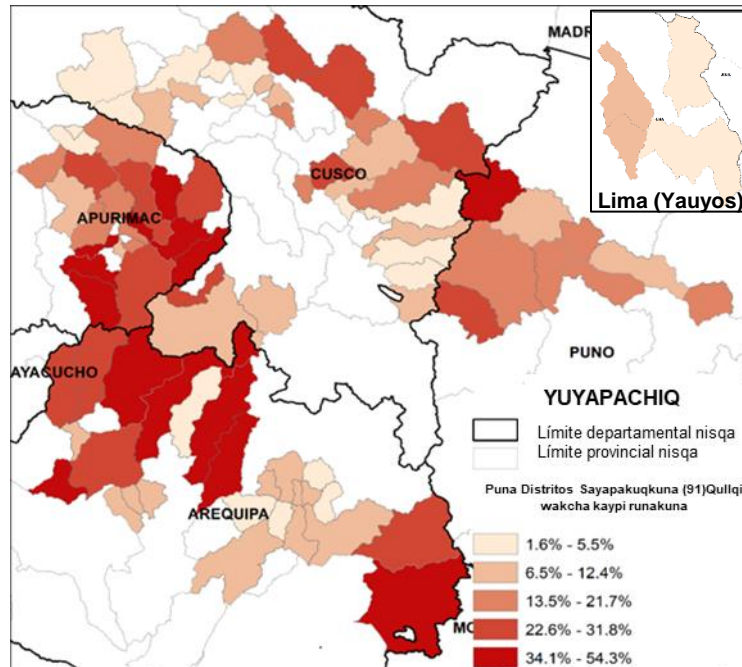 MADR
Lima (Yauyos)
CUSCO
APURIMAC
PUNO
AYACUCHO
YUYAPACHIQ
Límite departamental nisqa
Límite provincial nisqa
Puna Distritos Sayapakuqkuna (91)Qullqi
wakcha kaypi runakuna
AREQUIPA
1.6% - 5.5%
6.5% - 12.4%
13.5% - 21.7%
22.6% - 31.8%
MO
34.1% - 54.3%